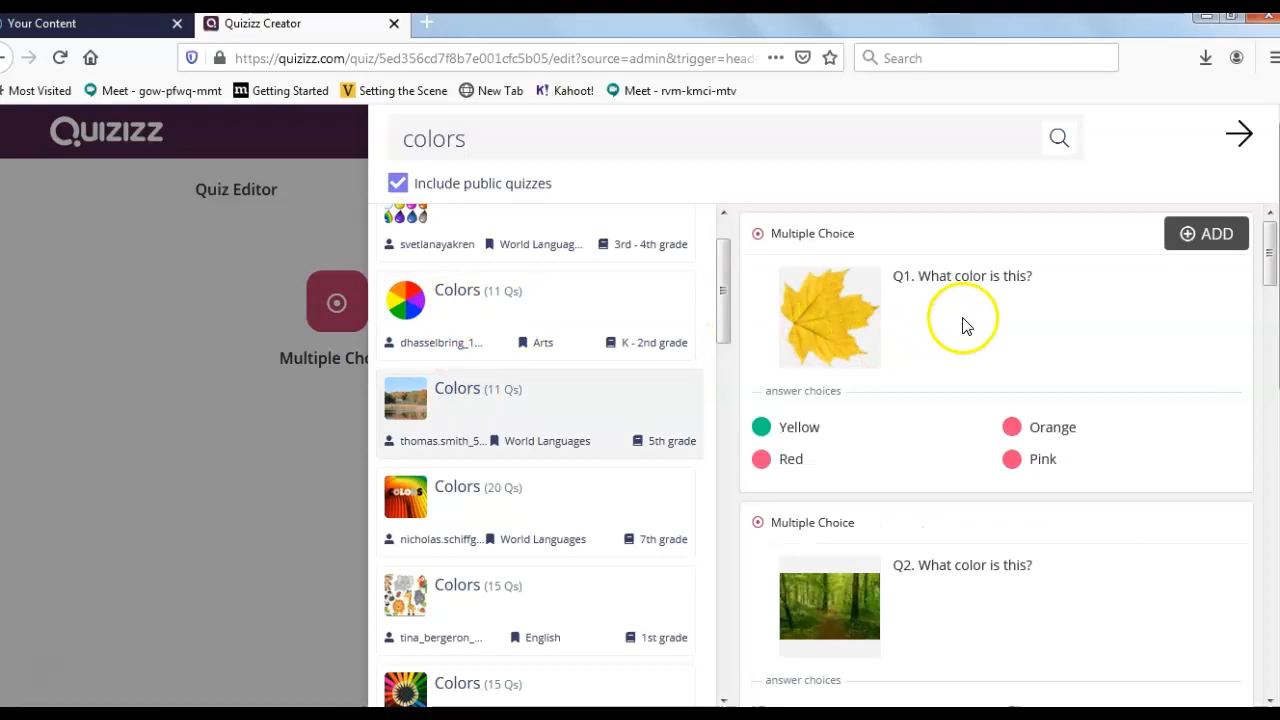 Your Content
Quizizz Creator
https://quizizz.com/quiz/5ed356cd7f8b7e001cfc5b05/edit?source=admin&trigger=head
Search
Most Visited
Meet - gow-pfwq-mmt
Getting Started
Setting the Scene
New Tab
Kahoot!
Meet - rvm-kmci-mtv
Quizizz
colors
Include public quizzes
Quiz Editor
Multiple Cho
svetlanayakren World Languag... 3rd - 4th grade
Colors (11 Qs)
dhasselbring_1... Arts K - 2nd grade
Colors (11 Qs)
thomas.smith_5... World Languages 5th grade
COLORS
Colors (20 Qs)
nicholas.schiffg... World Languages 7th grade
Colors (15 Qs)
tina_bergeron_... English 1st grade
Colors (15 Qs)
Multiple Choice
ADD
Q1. What color is this?
answer choices
Yellow
Orange
Red
Pink
Multiple Choice
Q2. What color is this?
answer choices